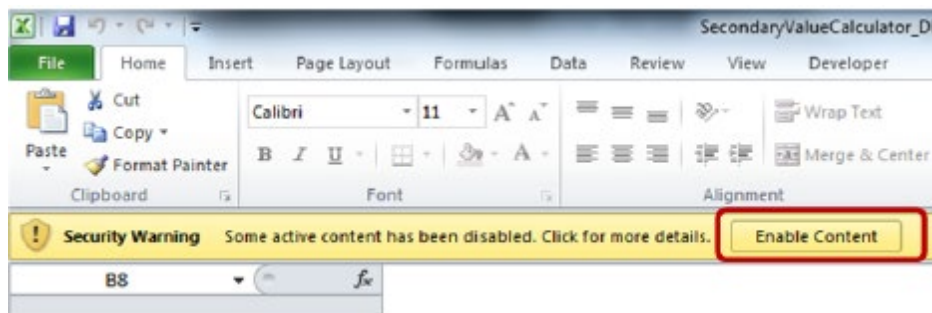 SecondaryValueCalculator_D
File Home Insert Page Layout Formulas Data Review View Developer
Cut
Copy
Paste
Format Painter
Calibri 11 A A
B I U A
Wrap Text
Merge & Center
Clipboard Font Alignment
Security Warning Some active content has been disabled. Click for more details. Enable Content
B8 fx